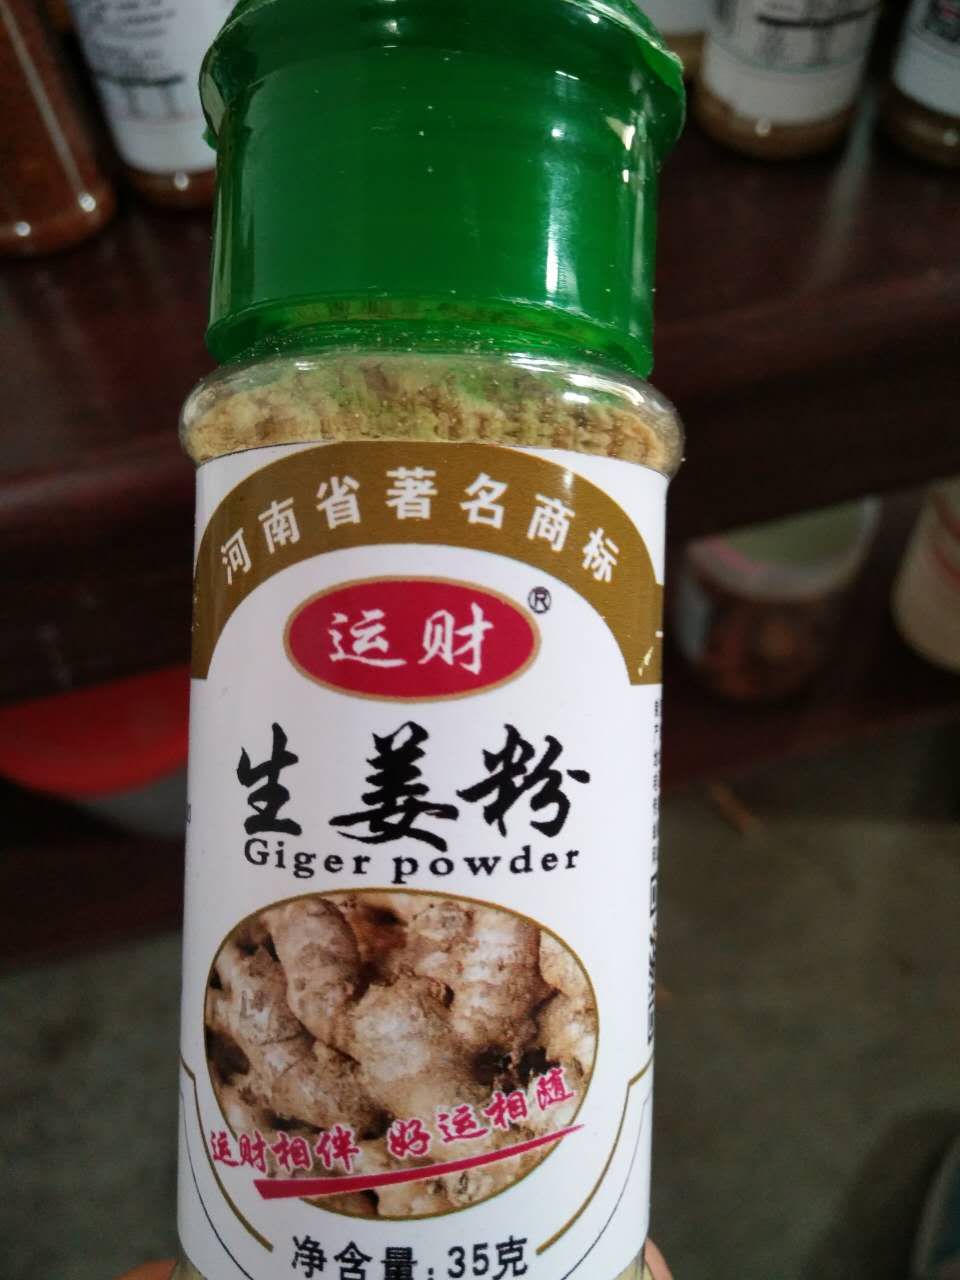 河南省著名商标
运财®
生姜粉
Giger powder
运财相伴 好运相随
净含量:35克